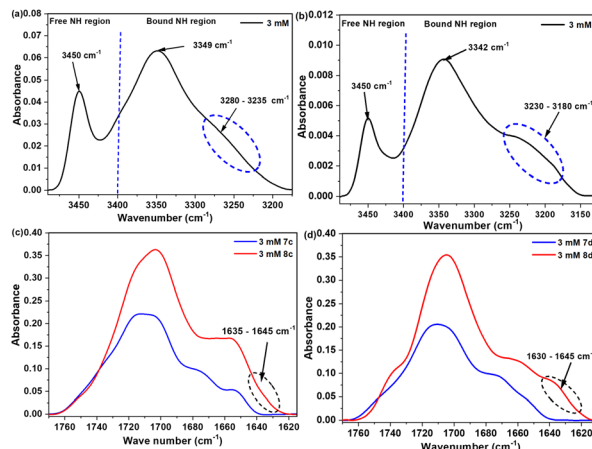 (a)
Free NH region
Bound NH region
3 mM
3450 cm⁻¹
3349 cm⁻¹
3280 - 3235 cm⁻¹
Absorbance
0.08
0.07
0.06
0.05
0.04
0.03
0.02
0.01
0.00
3450
3400
3350
3300
3250
3200
Wavenumber (cm⁻¹)
(b)
Free NH region
Bound NH region
3 mM
3450 cm⁻¹
3342 cm⁻¹
3230 - 3180 cm⁻¹
Absorbance
0.012
0.010
0.008
0.006
0.004
0.002
0.000
3450
3400
3350
3300
3250
3200
3150
Wavenumber (cm⁻¹)
(c)
3 mM 7c
3 mM 8c
1635 - 1645 cm⁻¹
Absorbance
0.40
0.35
0.30
0.25
0.20
0.15
0.10
0.05
0.00
1760
1740
1720
1700
1680
1660
1640
1620
Wave number (cm⁻¹)
(d)
3 mM 7d
3 mM 8d
1630 - 1645 cm⁻¹
Absorbance
0.40
0.35
0.30
0.25
0.20
0.15
0.10
0.05
0.00
1760
1740
1720
1700
1680
1660
1640
1620
Wavenumber (cm⁻¹)